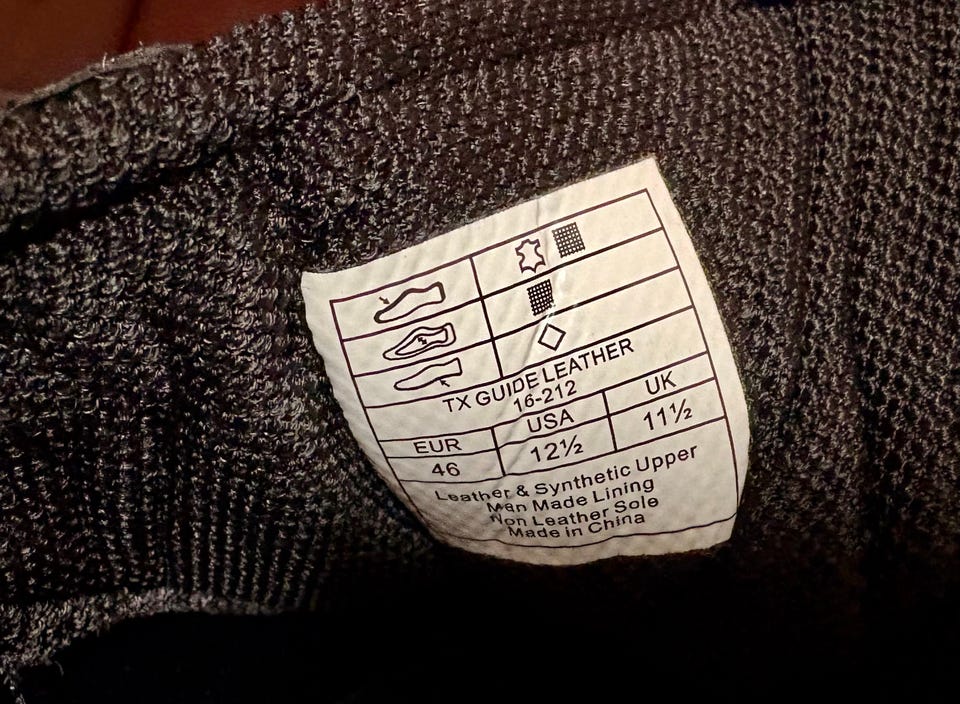 TX GUIDE LEATHER
16-212
EUR USA UK
46 12½ 11½
Leather & Synthetic Upper
Man Made Lining
Non Leather Sole
Made in China